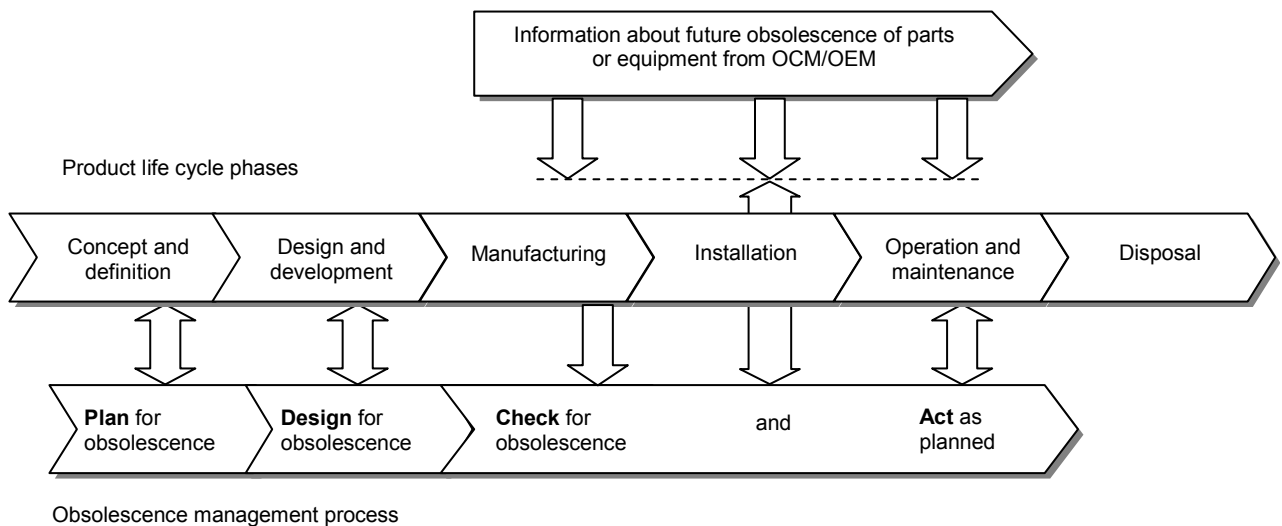 Information about future obsolescence of parts
or equipment from OCM/OEM
Product life cycle phases
Concept and
definition
Design and
development
Manufacturing
Installation
Operation and
maintenance
Disposal
Plan for
obsolescence
Design for
obsolescence
Check for
obsolescence
and
Act as
planned
Obsolescence management process